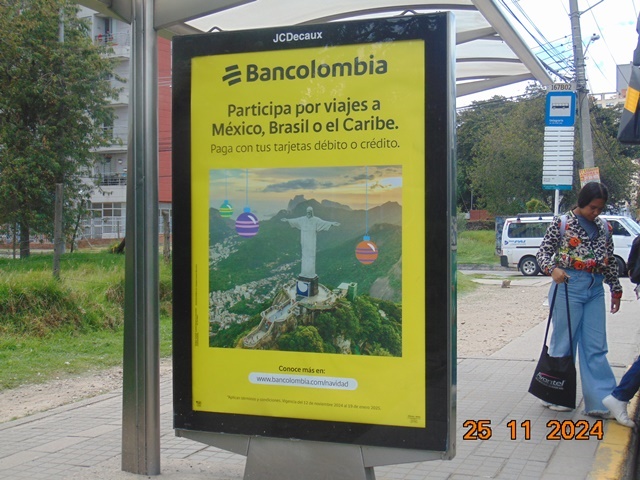 JCDecaux
Bancolombia
Participa por viajes a
México, Brasil o el Caribe.
Paga con tus tarjetas débito o crédito.
Conoce más en:
www.bancolombia.com/navidad
167B02
25 11 2024